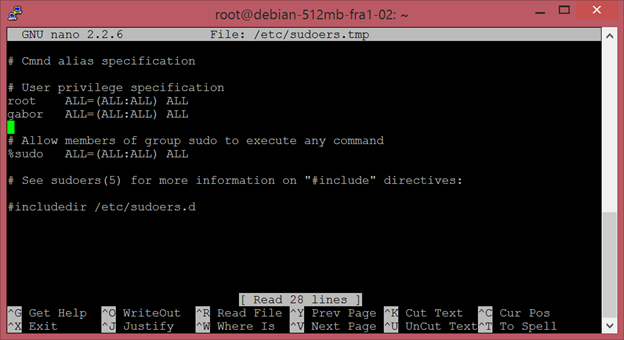 root@debian-512mb-fra1-02: ~
GNU nano 2.2.6 File: /etc/sudoers.tmp
# Cmnd alias specification
# User privilege specification
root ALL=(ALL:ALL) ALL
gabor ALL=(ALL:ALL) ALL
# Allow members of group sudo to execute any command
%sudo ALL=(ALL:ALL) ALL
# See sudoers(5) for more information on "#include" directives:
#includedir /etc/sudoers.d
[ Read 28 lines ]
^G Get Help ^O WriteOut ^R Read File ^Y Prev Page ^K Cut Text ^C Cur Pos
^X Exit ^J Justify ^W Where Is ^V Next Page ^U UnCut Text ^T To Spell